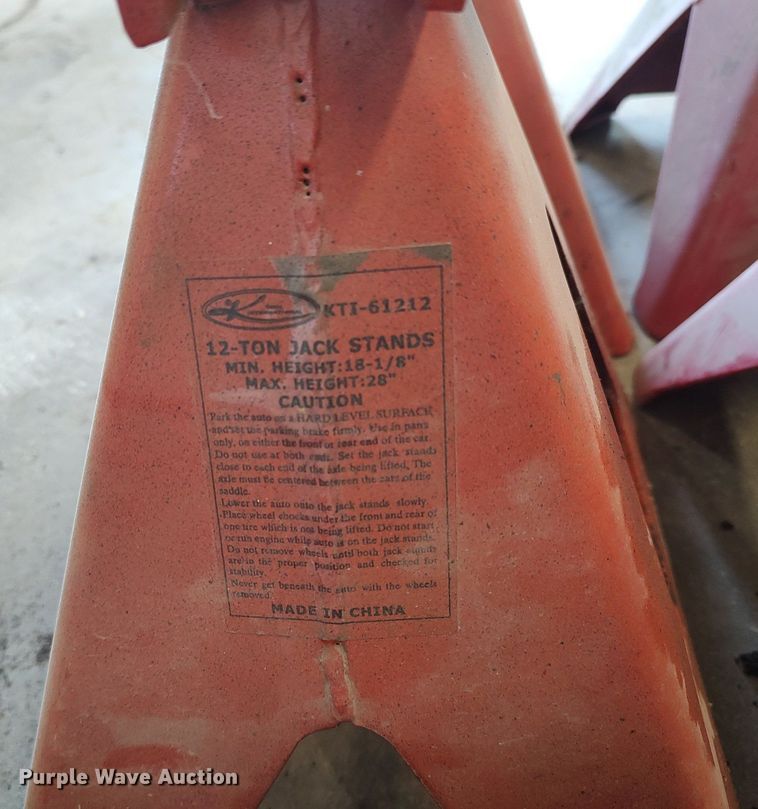 KTI-61212
12-TON JACK STANDS
MIN. HEIGHT:18-1/8"
MAX. HEIGHT:28"
CAUTION
Park the auto on a HARD LEVEL SURFACE
and set the parking brake firmly. Use in pairs
only, on either the front or rear end of the car.
Do not use at both ends. Set the jack stands
close to each end of the axle being lifted, The
axle must be centered between the ears of the
saddle.
Lower the auto onto the jack stands slowly.
Place wheel chocks under the front and rear of
one tire which is not being lifted. Do not start
or run engine while auto is on the jack stands.
Do not remove wheels until both jack stands
are in the proper position and checked for
stability.
Never get beneath the auto with the wheels
removed.
MADE IN CHINA
Purple Wave Auction